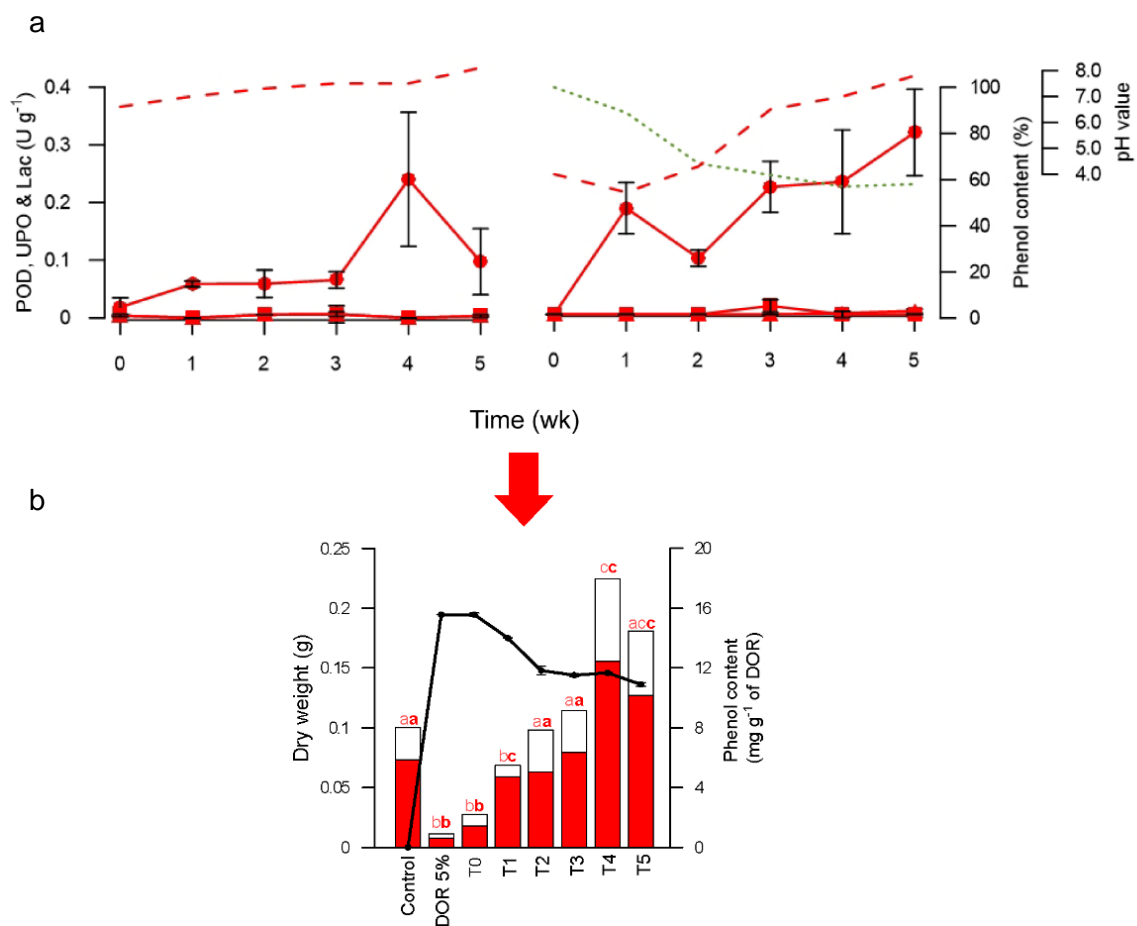 a
POD, UPO & Lac (U g-1)
0.4
0.3
0.2
0.1
0
0 1 2 3 4 5
0 1 2 3 4 5
100
80
60
40
20
0
Phenol content (%)
8.0
7.0
6.0
5.0
4.0
pH value
Time (wk)
b
Dry weight (g)
0.25
0.2
0.15
0.1
0.05
0
aa
bb
bb
bc
aa
aa
cc
acc
20
16
12
8
4
0
Phenol content
(mg g-1 of DOR)
Control
DOR 5%
T0
T1
T2
T3
T4
T5